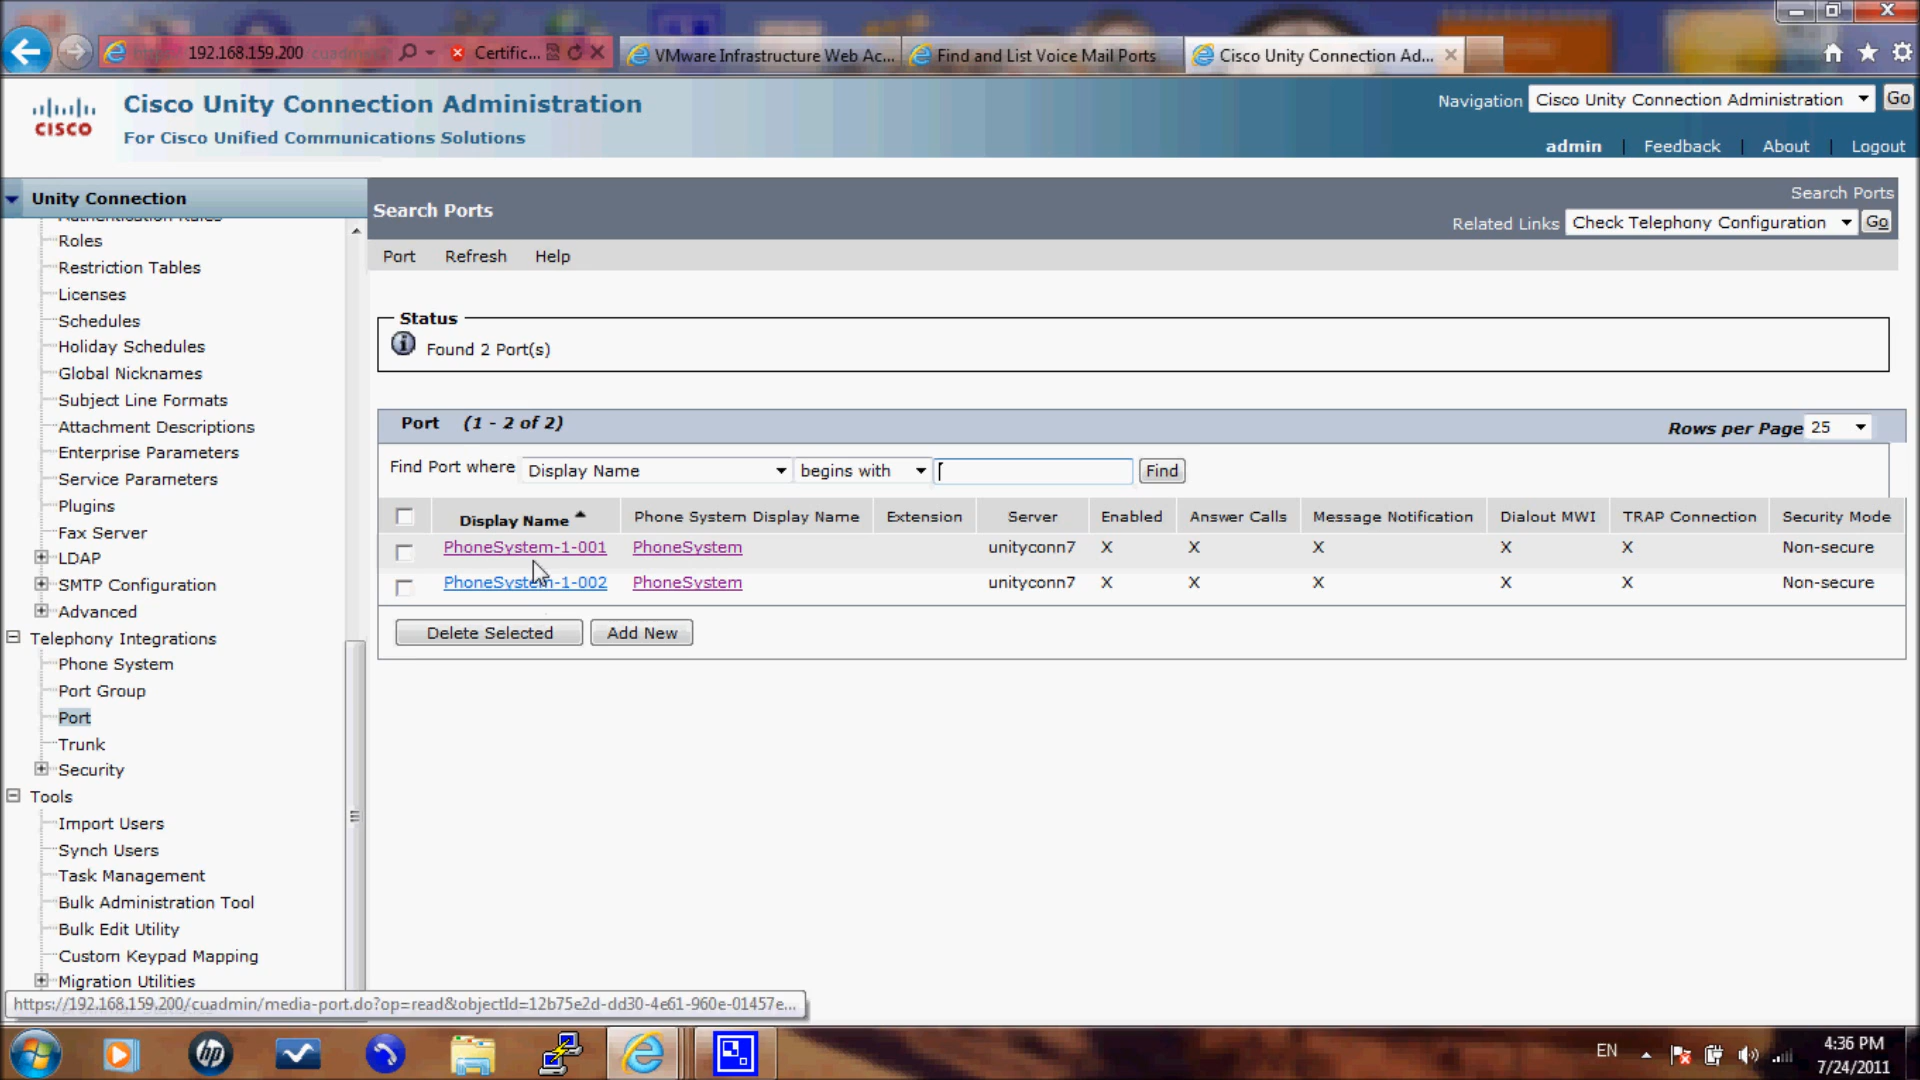 192.168.159.200
Certific...
VMware Infrastructure Web Ac...
Find and List Voice Mail Ports
Cisco Unity Connection Ad...
CISCO
Cisco Unity Connection Administration
For Cisco Unified Communications Solutions
Navigation Cisco Unity Connection Administration Go
admin | Feedback | About | Logout
Unity Connection
Roles
Restriction Tables
Licenses
Schedules
Holiday Schedules
Global Nicknames
Subject Line Formats
Attachment Descriptions
Enterprise Parameters
Service Parameters
Plugins
Fax Server
LDAP
SMTP Configuration
Advanced
Telephony Integrations
Phone System
Port Group
Port
Trunk
Security
Tools
Import Users
Synch Users
Task Management
Bulk Administration Tool
Bulk Edit Utility
Custom Keypad Mapping
Migration Utilities
Search Ports
Search Ports
Related Links Check Telephony Configuration Go
Port Refresh Help
Status
Found 2 Port(s)
Port (1 - 2 of 2)
Rows per Page 25
Find Port where Display Name begins with Find
Display Name Phone System Display Name Extension Server Enabled Answer Calls Message Notification Dialout MWI TRAP Connection Security Mode
PhoneSystem-1-001 PhoneSystem unityconn7 X X X X X Non-secure
PhoneSystem-1-002 PhoneSystem unityconn7 X X X X X Non-secure
Delete Selected Add New
https://192.168.159.200/cuadmin/media-port.do?op=read&objectId=12b75e2d-dd30-4e61-960e-01457e...
hp
EN
4:36 PM
7/24/2011